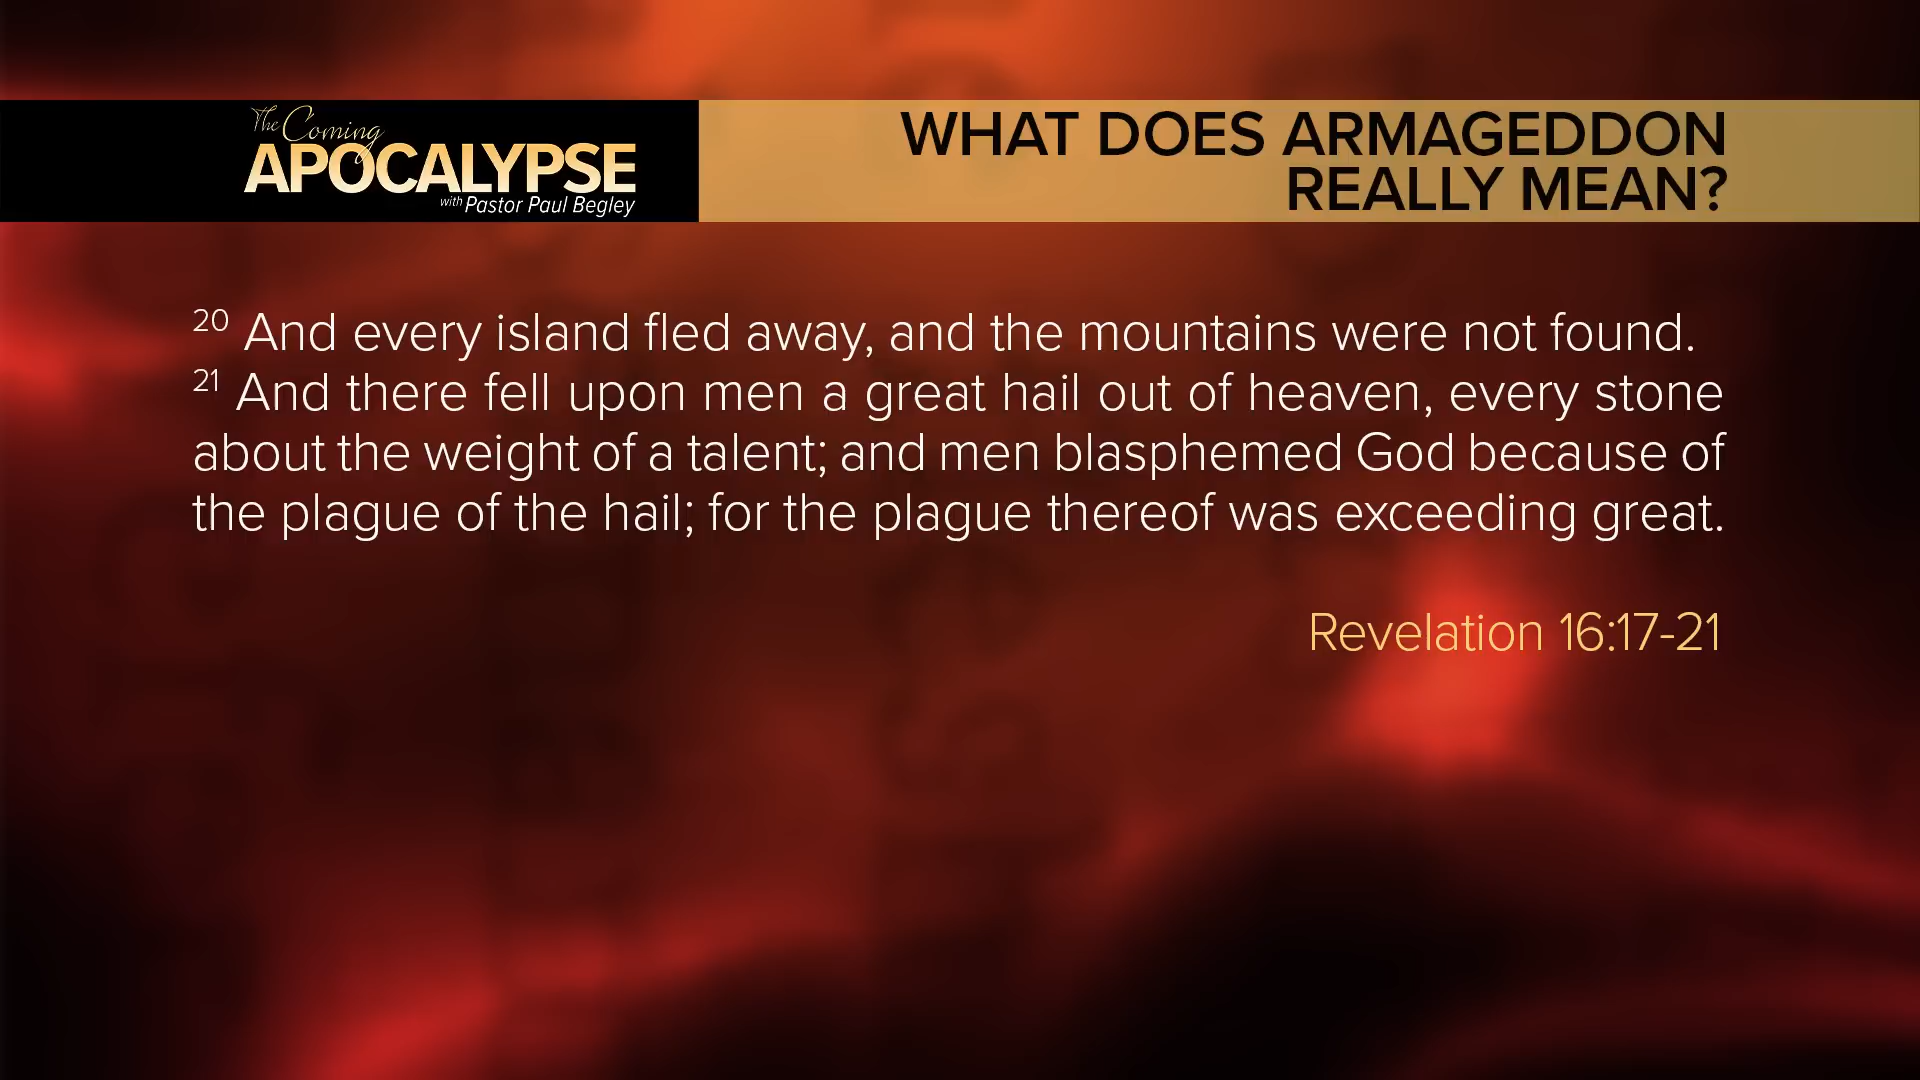 The Coming
APOCALYPSE
with Pastor Paul Begley
WHAT DOES ARMAGEDDON
REALLY MEAN?
20 And every island fled away, and the mountains were not found.
21 And there fell upon men a great hail out of heaven, every stone
about the weight of a talent; and men blasphemed God because of
the plague of the hail; for the plague thereof was exceeding great.
Revelation 16:17-21